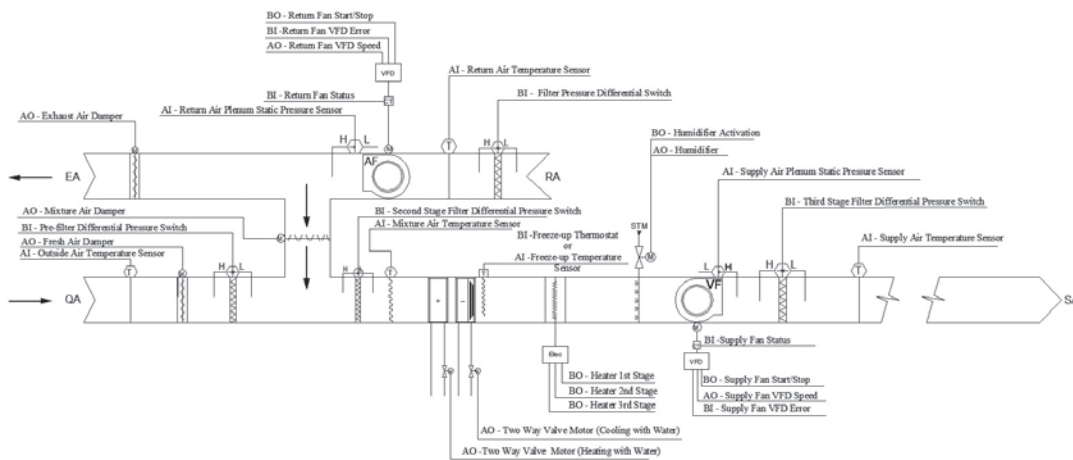 BO - Return Fan Start/Stop
BI -Return Fan VFD Error
AO - Return Fan VFD Speed
VFD
BI - Return Fan Status
CT
AI - Return Air Plenum Static Pressure Sensor
AI - Return Air Temperature Sensor
BI - Filter Pressure Differential Switch
AO - Exhaust Air Damper
BO - Humidifier Activation
AO - Humidifier
M
H L
M
T
H L
AF
EA
RA
AI - Supply Air Plenum Static Pressure Sensor
AO - Mixture Air Damper
BI - Pre-filter Differential Pressure Switch
AO - Fresh Air Damper
AI - Outside Air Temperature Sensor
BI - Second Stage Filter Differential Pressure Switch
AI - Mixture Air Temperature Sensor
BI -Freeze-up Thermostat
or
AI -Freeze-up Temperature
Sensor
STM
M
BI - Third Stage Filter Differential Pressure Switch
AI - Supply Air Temperature Sensor
T
M
H L
H L
T
T
L H
H L
T
QA
+
-
VF
SA
M
CT
BI -Supply Fan Status
VFD
Elec
BO - Heater 1st Stage
BO - Heater 2nd Stage
BO - Heater 3rd Stage
BO - Supply Fan Start/Stop
AO - Supply Fan VFD Speed
BI - Supply Fan VFD Error
AO - Two Way Valve Motor (Cooling with Water)
AO -Two Way Valve Motor (Heating with Water)